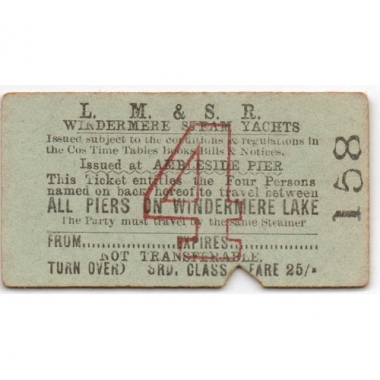 L. M. & S. R.
WINDERMERE STEAM YACHTS
Issued subject to the conditions & regulations in
the Cos Time Tables Books Bills & Notices.
Issued at AMBLESIDE PIER
This Ticket entitles the Four Persons
named on back hereof to travel between
ALL PIERS ON WINDERMERE LAKE
The Party must travel by the same Steamer
FROM..........EXPIRES..........
NOT TRANSFERABLE.
TURN OVER) 3RD. CLASS FARE 25/-
4
158